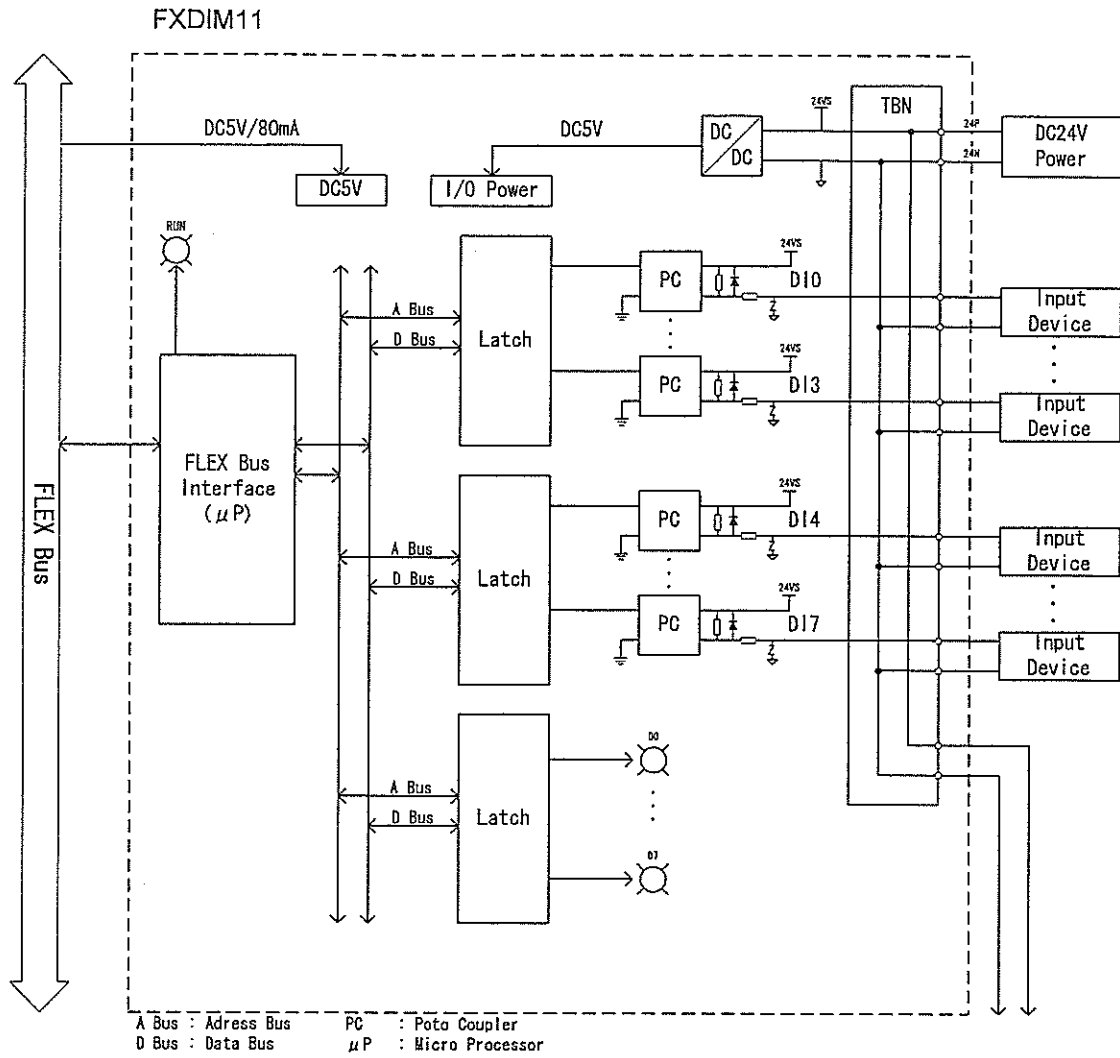 FXDIM11
DC5V/80mA
DC5V
DC
DC
24VS
TBN
24P
24N
DC24V
Power
DC5V
I/O Power
RUN
A Bus
D Bus
Latch
PC
24VS
DI0
Input
Device
PC
24VS
DI3
Input
Device
FLEX Bus
FLEX Bus
Interface
(μP)
A Bus
D Bus
Latch
PC
24VS
DI4
Input
Device
PC
24VS
DI7
Input
Device
A Bus
D Bus
Latch
D0
D7
A Bus : Adress Bus PC : Poto Coupler
D Bus : Data Bus μP : Micro Processor